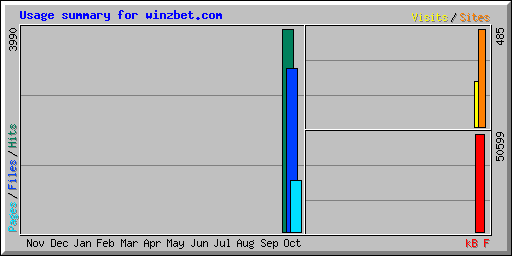 Usage summary for winzbet.com
Visits / Sites
3990
485
Pages / Files / Hits
50599
Nov Dec Jan Feb Mar Apr May Jun Jul Aug Sep Oct
kB F